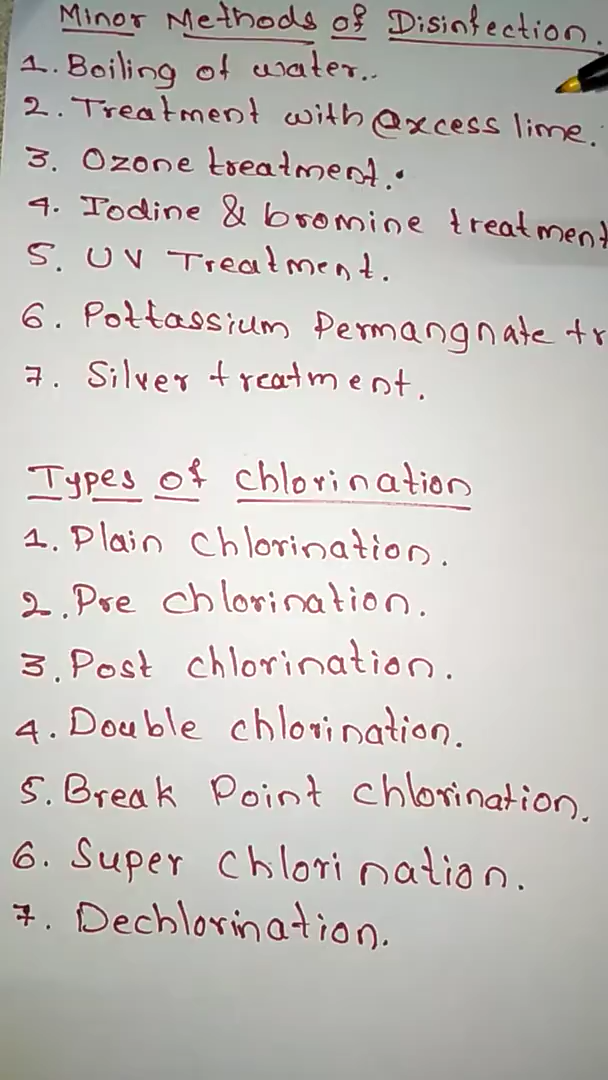 Minor Methods of Disinfection.
1. Boiling of water..
2. Treatment with excess lime.
3. Ozone treatment.
4. Iodine & bromine treatment
5. UV Treatment.
6. Pottassium Permangnate tr
7. Silver treatment.
Types of chlorination
1. Plain chlorination.
2. Pre chlorination.
3. Post chlorination.
4. Double chlorination.
5. Break Point chlorination.
6. Super chlorination.
7. Dechlorination.